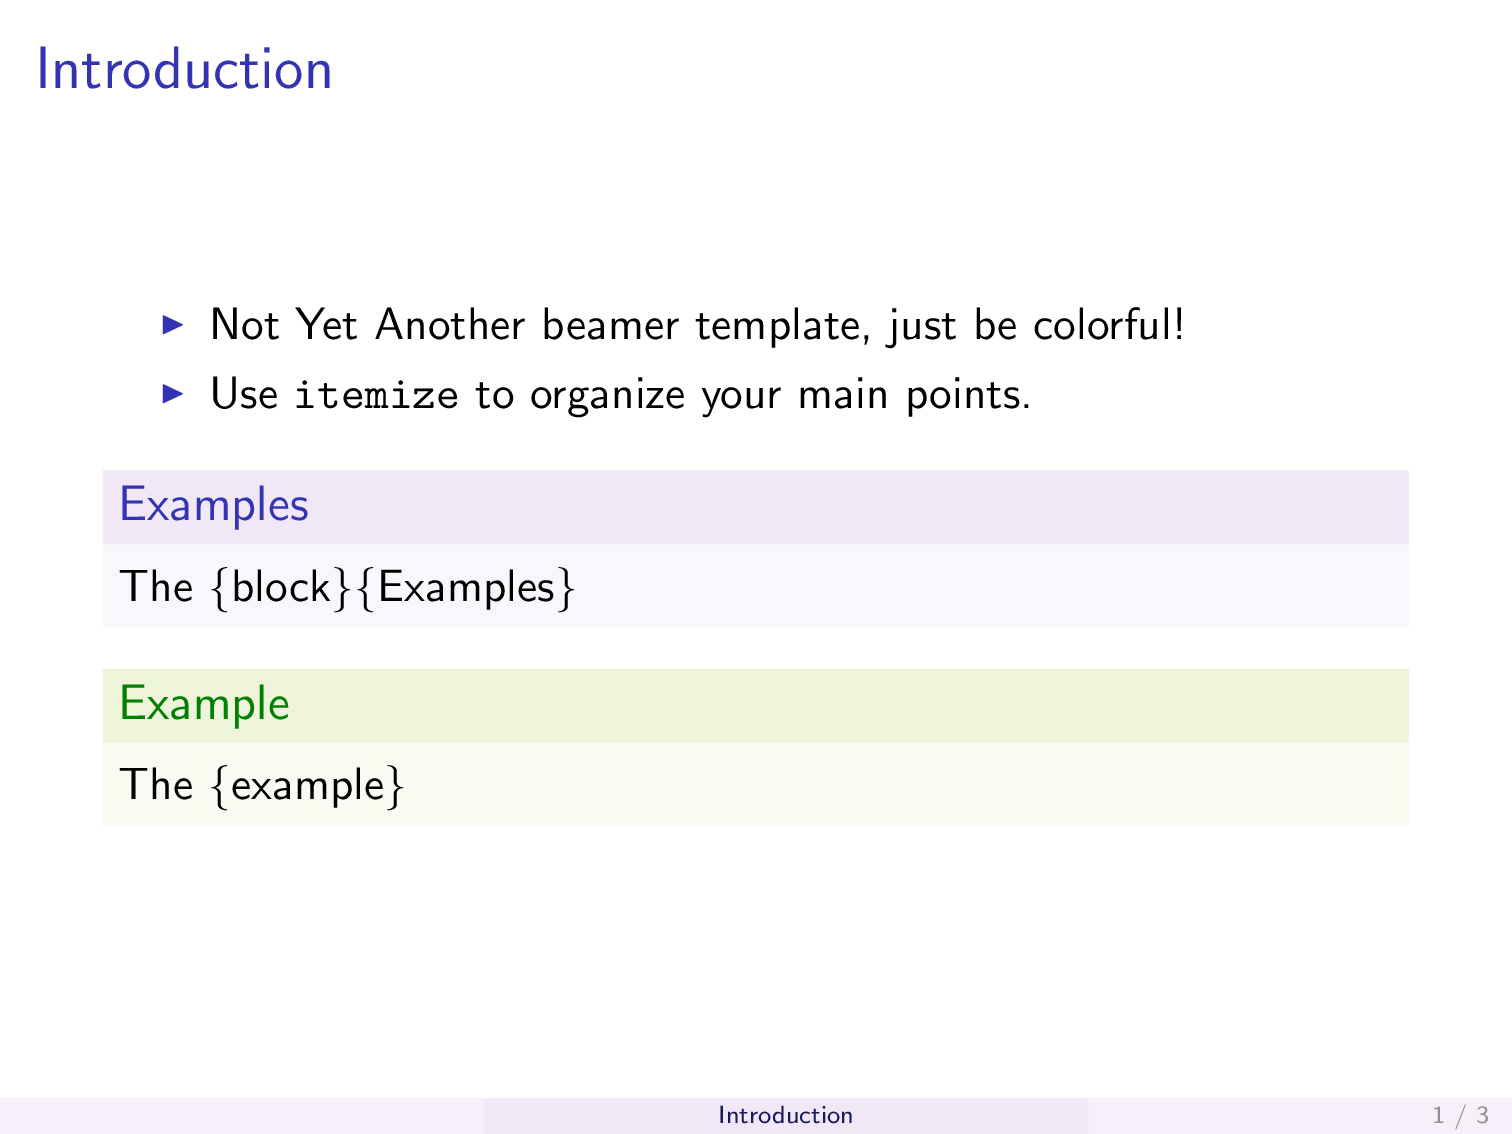 Introduction
▶ Not Yet Another beamer template, just be colorful!
▶ Use itemize to organize your main points.
Examples
The {block}{Examples}
Example
The {example}
Introduction
1 / 3